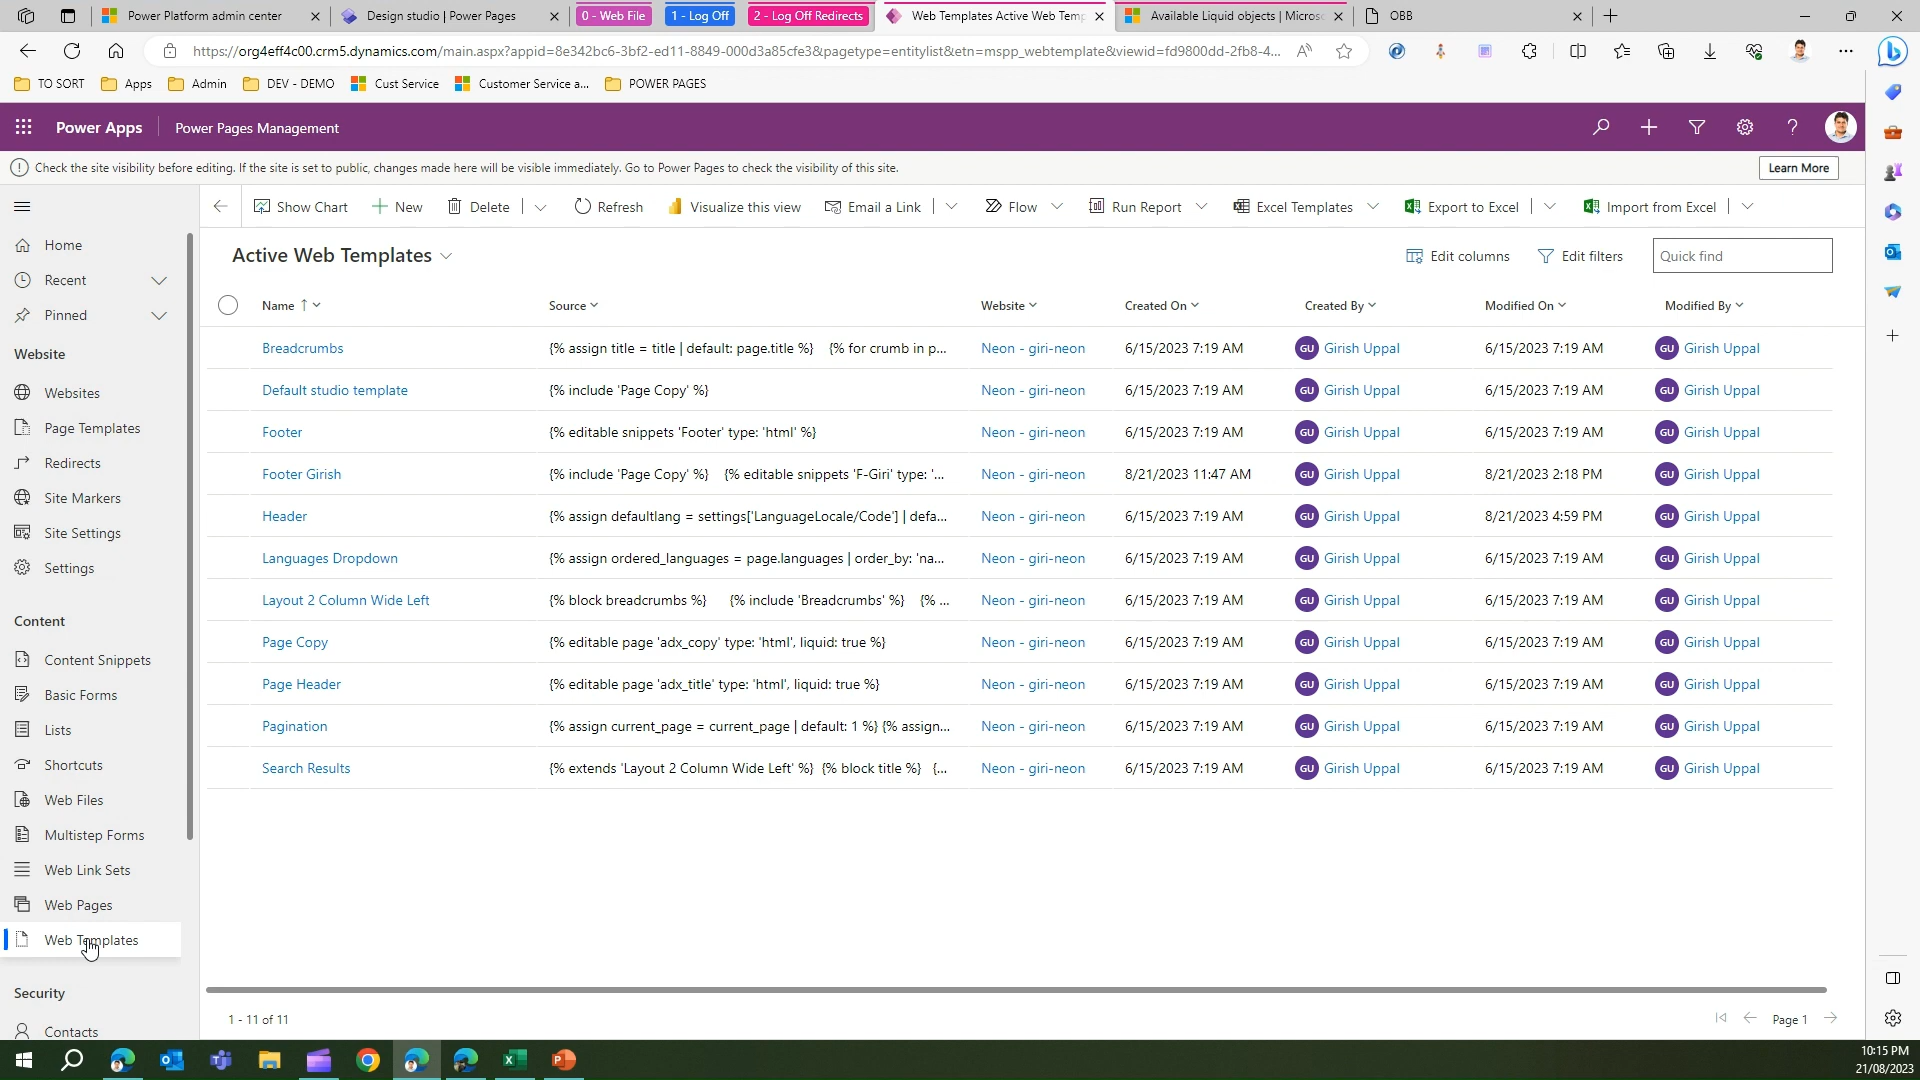 Power Platform admin center
Design studio | Power Pages
0 - Web File
1 - Log Off
2 - Log Off Redirects
Web Templates Active Web Temp
Available Liquid objects | Micros
OBB
https://org4eff4c00.crm5.dynamics.com/main.aspx?appid=8e342bc6-3bf2-ed11-8849-000d3a85cfe3&pagetype=entitylist&etn=mspp_webtemplate&viewid=fd9800dd-2fb8-4...
TO SORT
Apps
Admin
DEV - DEMO
Cust Service
Customer Service a...
POWER PAGES
Power Apps
Power Pages Management
Check the site visibility before editing. If the site is set to public, changes made here will be visible immediately. Go to Power Pages to check the visibility of this site.
Learn More
Show Chart
New
Delete
Refresh
Visualize this view
Email a Link
Flow
Run Report
Excel Templates
Export to Excel
Import from Excel
Home
Recent
Pinned
Website
Websites
Page Templates
Redirects
Site Markers
Site Settings
Settings
Content
Content Snippets
Basic Forms
Lists
Shortcuts
Web Files
Multistep Forms
Web Link Sets
Web Pages
Web Templates
Security
Contacts
Active Web Templates
Edit columns
Edit filters
Quick find
Name ↑ Source Website Created On Created By Modified On Modified By
Breadcrumbs {% assign title = title | default: page.title %} {% for crumb in p... Neon - giri-neon 6/15/2023 7:19 AM GU Girish Uppal 6/15/2023 7:19 AM GU Girish Uppal
Default studio template {% include 'Page Copy' %} Neon - giri-neon 6/15/2023 7:19 AM GU Girish Uppal 6/15/2023 7:19 AM GU Girish Uppal
Footer {% editable snippets 'Footer' type: 'html' %} Neon - giri-neon 6/15/2023 7:19 AM GU Girish Uppal 6/15/2023 7:19 AM GU Girish Uppal
Footer Girish {% include 'Page Copy' %} {% editable snippets 'F-Giri' type: '... Neon - giri-neon 8/21/2023 11:47 AM GU Girish Uppal 8/21/2023 2:18 PM GU Girish Uppal
Header {% assign defaultlang = settings['LanguageLocale/Code'] | defa... Neon - giri-neon 6/15/2023 7:19 AM GU Girish Uppal 8/21/2023 4:59 PM GU Girish Uppal
Languages Dropdown {% assign ordered_languages = page.languages | order_by: 'na... Neon - giri-neon 6/15/2023 7:19 AM GU Girish Uppal 6/15/2023 7:19 AM GU Girish Uppal
Layout 2 Column Wide Left {% block breadcrumbs %} {% include 'Breadcrumbs' %} {% ... Neon - giri-neon 6/15/2023 7:19 AM GU Girish Uppal 6/15/2023 7:19 AM GU Girish Uppal
Page Copy {% editable page 'adx_copy' type: 'html', liquid: true %} Neon - giri-neon 6/15/2023 7:19 AM GU Girish Uppal 6/15/2023 7:19 AM GU Girish Uppal
Page Header {% editable page 'adx_title' type: 'html', liquid: true %} Neon - giri-neon 6/15/2023 7:19 AM GU Girish Uppal 6/15/2023 7:19 AM GU Girish Uppal
Pagination {% assign current_page = current_page | default: 1 %} {% assign... Neon - giri-neon 6/15/2023 7:19 AM GU Girish Uppal 6/15/2023 7:19 AM GU Girish Uppal
Search Results {% extends 'Layout 2 Column Wide Left' %} {% block title %} {... Neon - giri-neon 6/15/2023 7:19 AM GU Girish Uppal 6/15/2023 7:19 AM GU Girish Uppal
1 - 11 of 11
Page 1
10:15 PM
21/08/2023